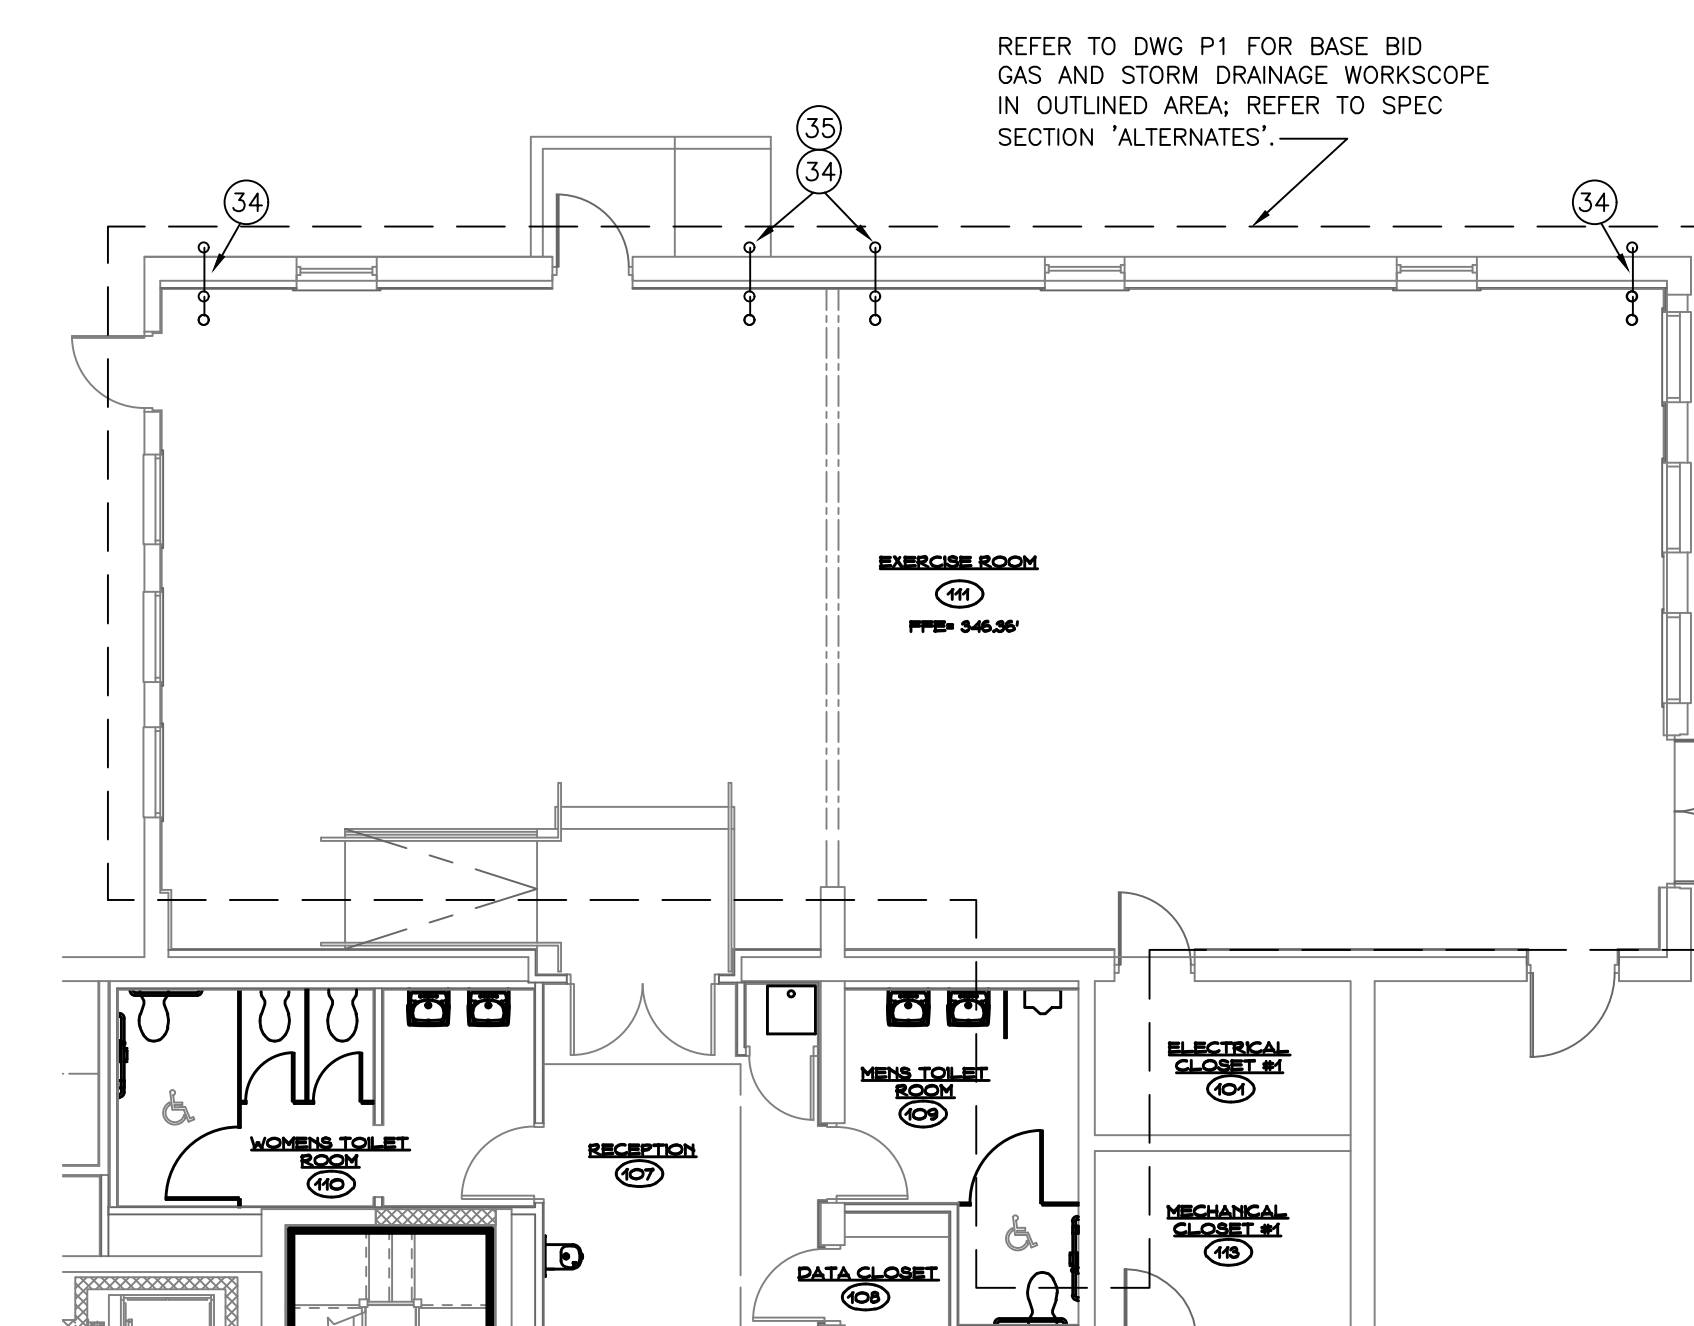 REFER TO DWG P1 FOR BASE BID
GAS AND STORM DRAINAGE WORKSCOPE
IN OUTLINED AREA; REFER TO SPEC
SECTION 'ALTERNATES'.
35
34
34
34
EXERCISE ROOM
111
FFE= 346.36'
ELECTRICAL
CLOSET #1
101
MENS TOILET
ROOM
109
WOMENS TOILET
ROOM
110
RECEPTION
107
MECHANICAL
CLOSET #1
113
DATA CLOSET
108